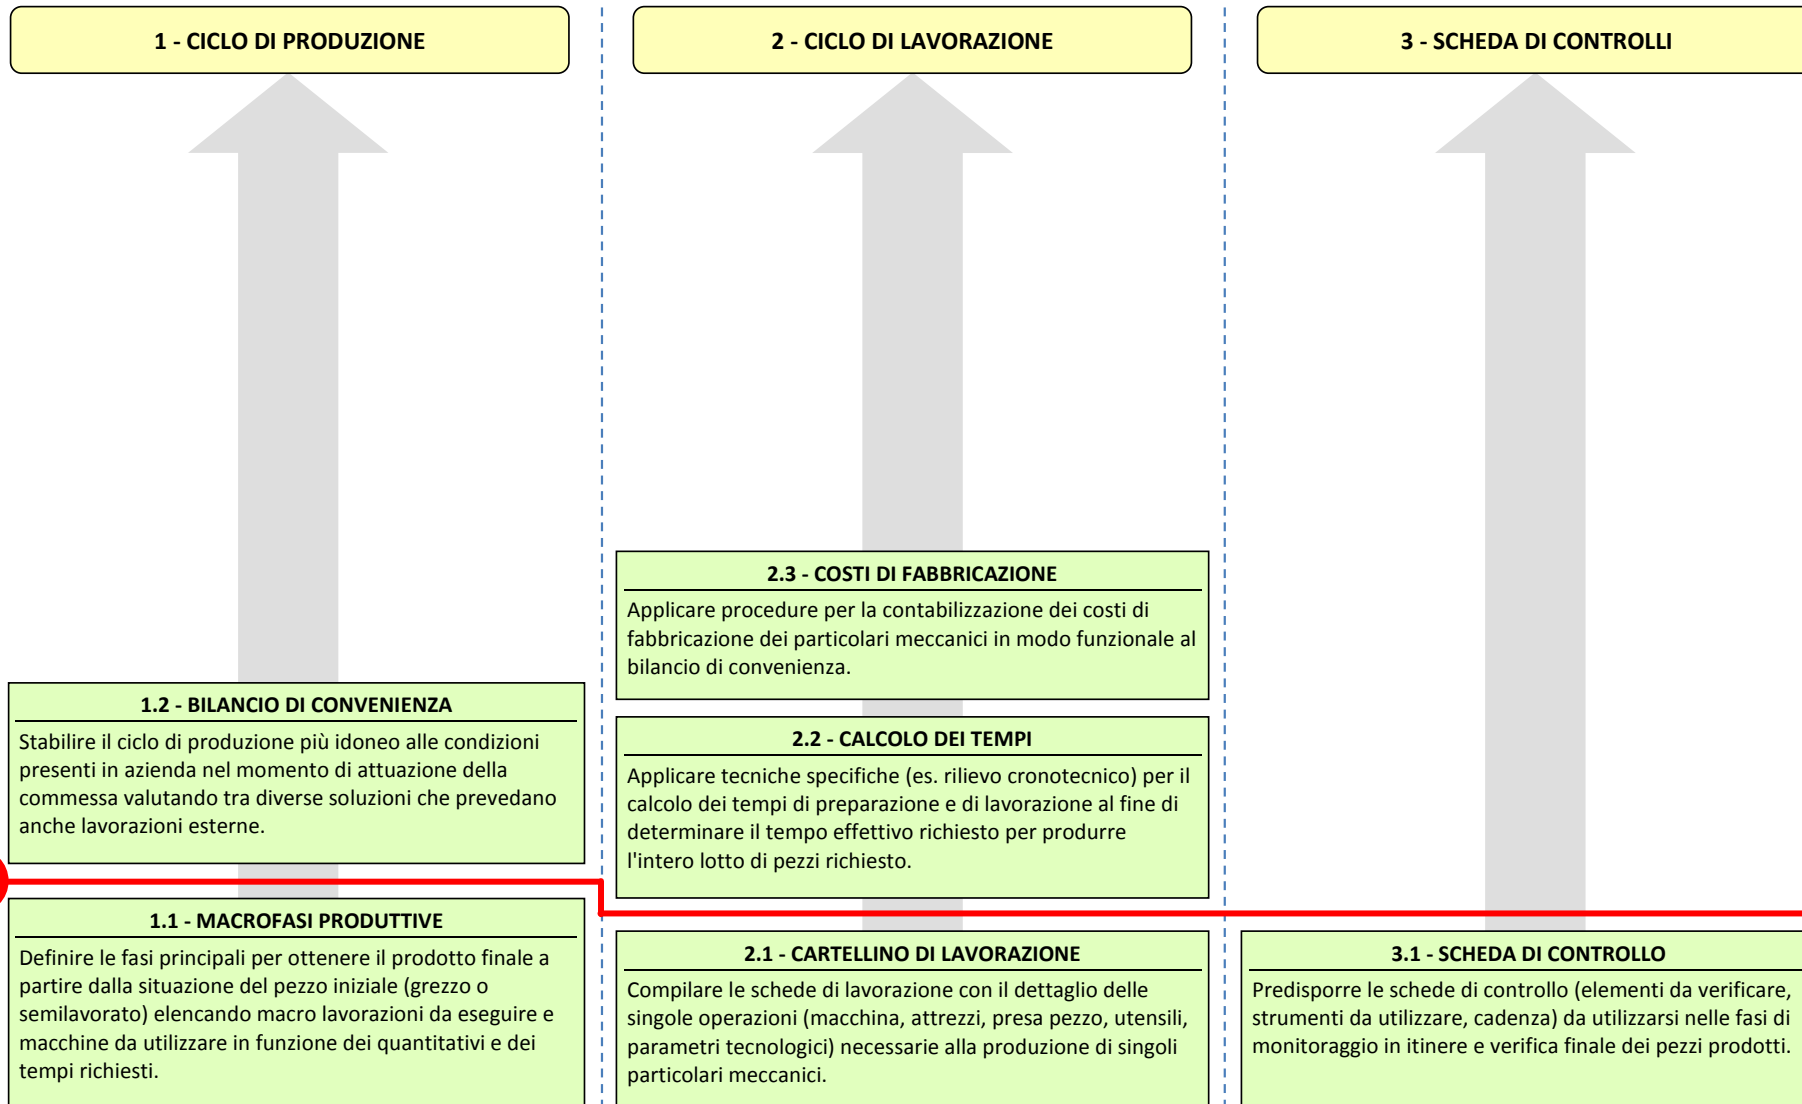 1 - CICLO DI PRODUZIONE
2 - CICLO DI LAVORAZIONE
3 - SCHEDA DI CONTROLLI
2.3 - COSTI DI FABBRICAZIONE
Applicare procedure per la contabilizzazione dei costi di
fabbricazione dei particolari meccanici in modo funzionale al
bilancio di convenienza.
1.2 - BILANCIO DI CONVENIENZA
Stabilire il ciclo di produzione più idoneo alle condizioni
presenti in azienda nel momento di attuazione della
commessa valutando tra diverse soluzioni che prevedano
anche lavorazioni esterne.
2.2 - CALCOLO DEI TEMPI
Applicare tecniche specifiche (es. rilievo cronotecnico) per il
calcolo dei tempi di preparazione e di lavorazione al fine di
determinare il tempo effettivo richiesto per produrre
l'intero lotto di pezzi richiesto.
1.1 - MACROFASI PRODUTTIVE
Definire le fasi principali per ottenere il prodotto finale a
partire dalla situazione del pezzo iniziale (grezzo o
semilavorato) elencando macro lavorazioni da eseguire e
macchine da utilizzare in funzione dei quantitativi e dei
tempi richiesti.
2.1 - CARTELLINO DI LAVORAZIONE
Compilare le schede di lavorazione con il dettaglio delle
singole operazioni (macchina, attrezzi, presa pezzo, utensili,
parametri tecnologici) necessarie alla produzione di singoli
particolari meccanici.
3.1 - SCHEDA DI CONTROLLO
Predisporre le schede di controllo (elementi da verificare,
strumenti da utilizzare, cadenza) da utilizzarsi nelle fasi di
monitoraggio in itinere e verifica finale dei pezzi prodotti.